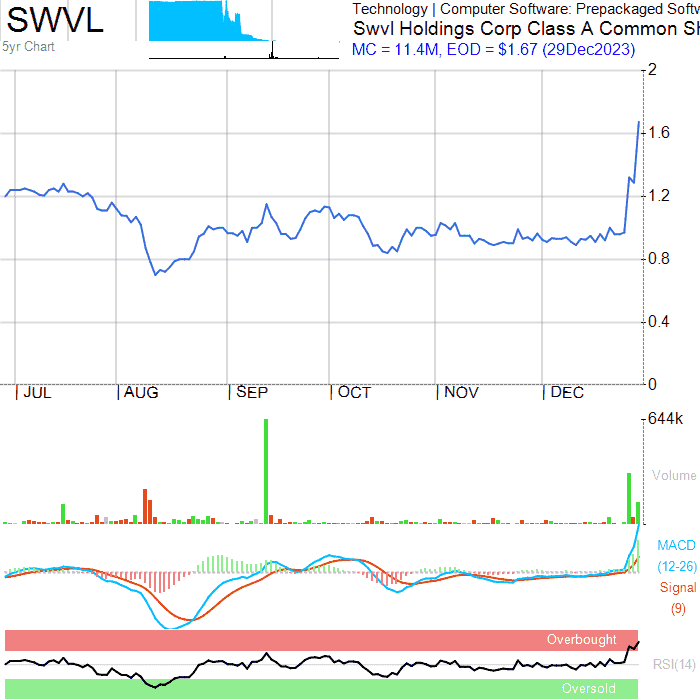 SWVL
5yr Chart
Technology | Computer Software: Prepackaged Softw
Swvl Holdings Corp Class A Common Sh
MC = 11.4M, EOD = $1.67 (29Dec2023)
2
1.6
1.2
0.8
0.4
0
JUL AUG SEP OCT NOV DEC
644k
Volume
MACD
(12-26)
Signal
(9)
Overbought
RSI(14)
Oversold